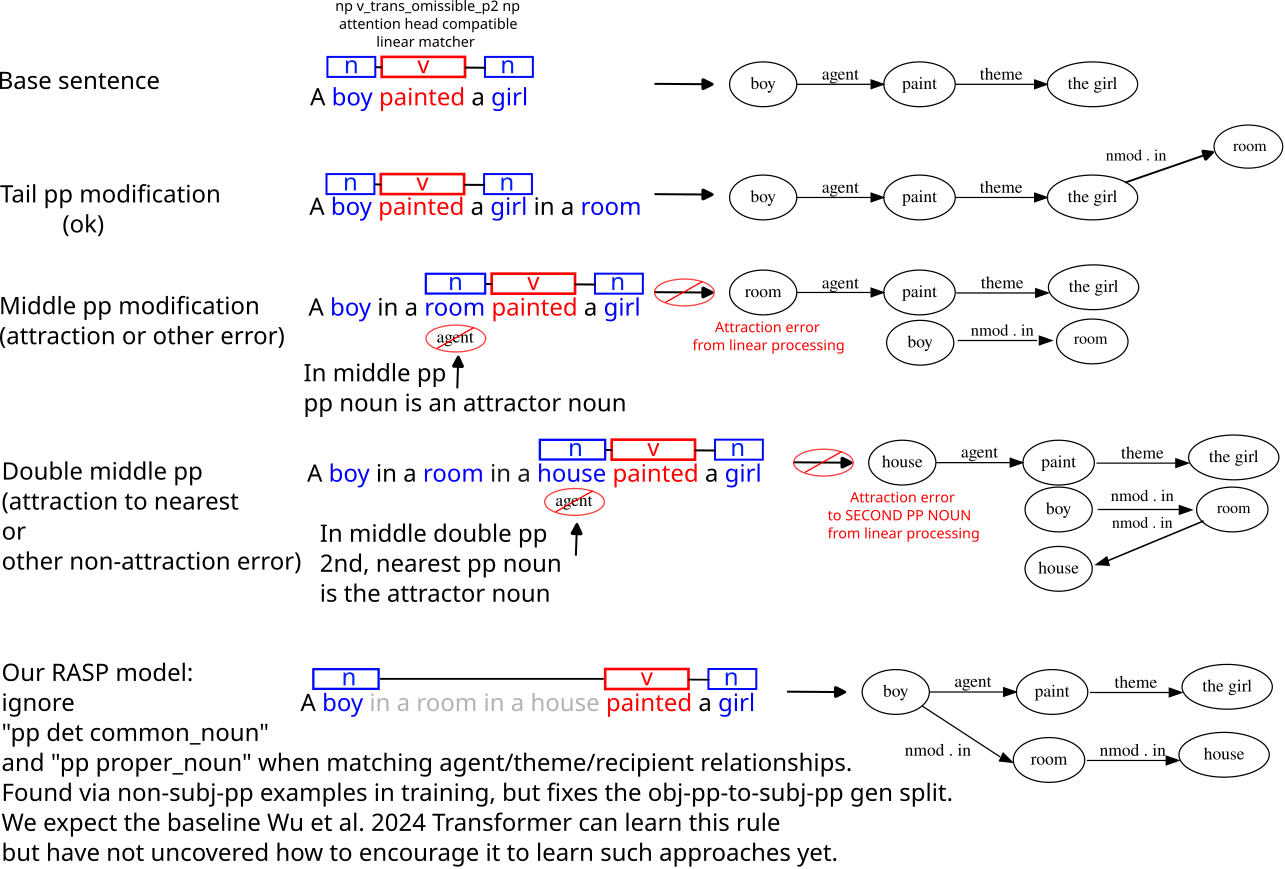 np v_trans_omissible_p2 np
attention head compatible
linear matcher
n v n
Base sentence
A boy painted a girl
boy agent paint theme the girl
Tail pp modification
(ok)
n v n
A boy painted a girl in a room
boy agent paint theme the girl nmod . in room
Middle pp modification
(attraction or other error)
n v n
A boy in a room painted a girl
agent
In middle pp
pp noun is an attractor noun
room agent paint theme the girl
boy nmod . in room
Attraction error
from linear processing
Double middle pp
(attraction to nearest
or
other non-attraction error)
n v n
A boy in a room in a house painted a girl
agent
In middle double pp
2nd, nearest pp noun
is the attractor noun
house agent paint theme the girl
boy nmod . in room
nmod . in
house
Attraction error
to SECOND PP NOUN
from linear processing
Our RASP model:
ignore
"pp det common_noun"
and "pp proper_noun" when matching agent/theme/recipient relationships.
Found via non-subj-pp examples in training, but fixes the obj-pp-to-subj-pp gen split.
We expect the baseline Wu et al. 2024 Transformer can learn this rule
but have not uncovered how to encourage it to learn such approaches yet.
n v n
A boy in a room in a house painted a girl
boy agent paint theme the girl
nmod . in room nmod . in house